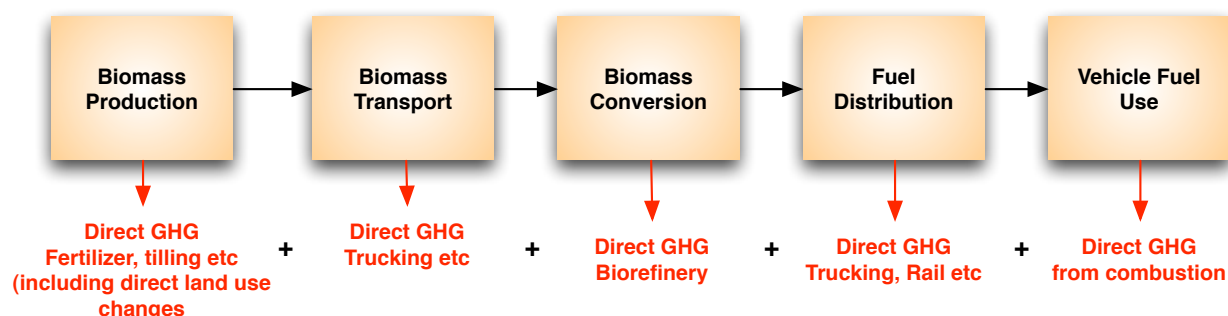 Biomass
Production
Biomass
Transport
Biomass
Conversion
Fuel
Distribution
Vehicle Fuel
Use
Direct GHG
Fertilizer, tilling etc
(including direct land use
changes
+
Direct GHG
Trucking etc
+
Direct GHG
Biorefinery
+
Direct GHG
Trucking, Rail etc
+
Direct GHG
from combustion